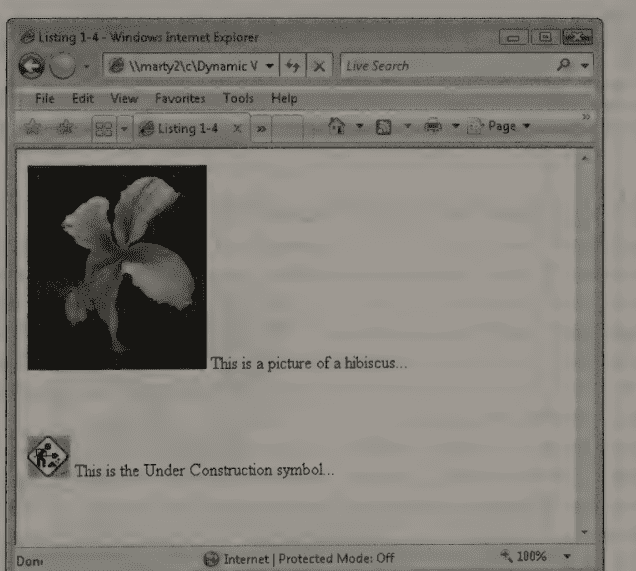 Listing 1-4 - Windows Internet Explorer
\\marty2\c\Dynamic V
Live Search
File Edit View Favorites Tools Help
Listing 1-4
Page
This is a picture of a hibiscus...
This is the Under Construction symbol...
Done
Internet | Protected Mode: Off
100%